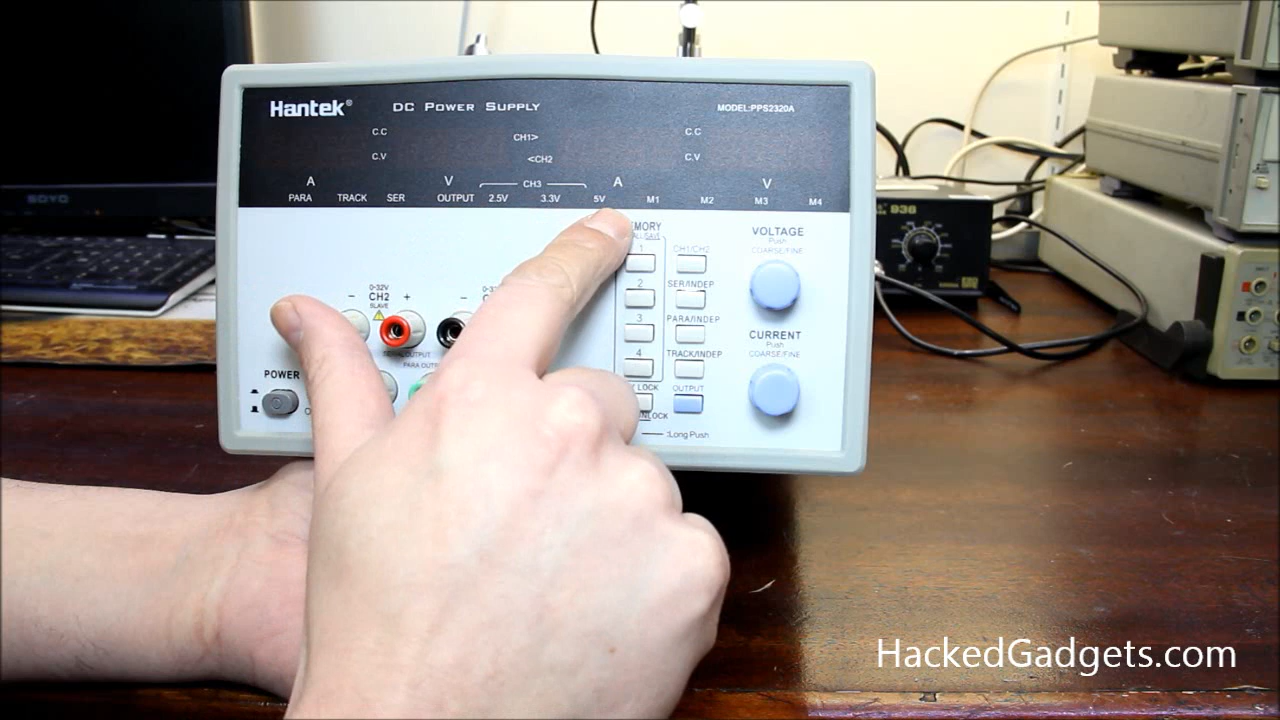 Hantek® DC POWER SUPPLY MODEL:PPS2320A
C.C CH1> C.C
C.V <CH2 C.V
A V CH3 A V
PARA TRACK SER OUTPUT 2.5V 3.3V 5V M1 M2 M3 M4
SOYO
936
VOLTAGE
Push
COARSE/FINE
CH1/CH2
1
2 SER/INDEP
3 PARA/INDEP
4 TRACK/INDEP
OUTPUT
:Long Push
CURRENT
Push
COARSE/FINE
0-32V
CH2
SLAVE
- + -
POWER
HackedGadgets.com